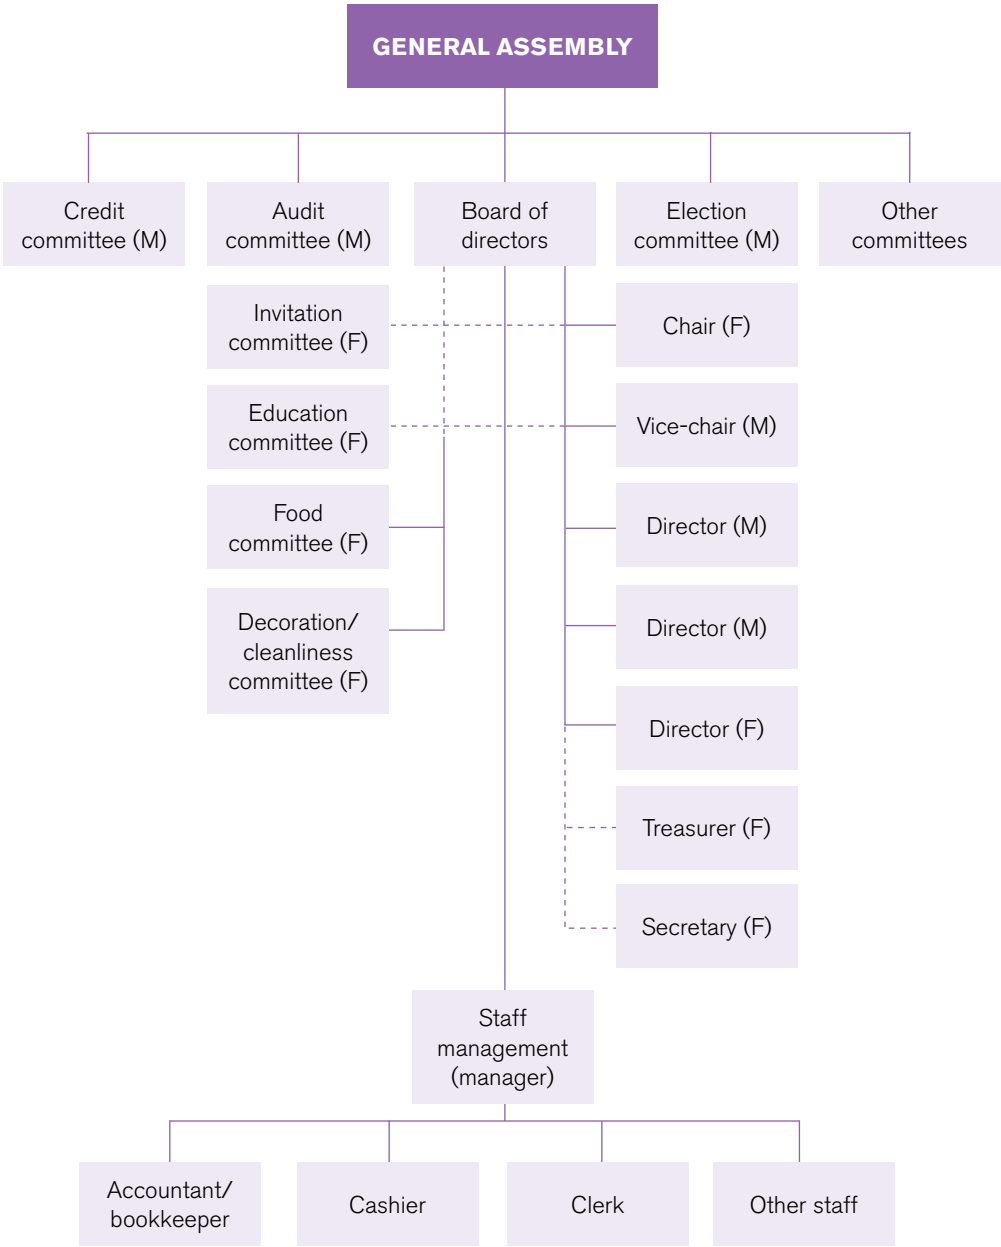 GENERAL ASSEMBLY
Credit
committee (M)
Audit
committee (M)
Board of
directors
Election
committee (M)
Other
committees
Invitation
committee (F)
Education
committee (F)
Food
committee (F)
Decoration/
cleanliness
committee (F)
Chair (F)
Vice-chair (M)
Director (M)
Director (M)
Director (F)
Treasurer (F)
Secretary (F)
Staff
management
(manager)
Accountant/
bookkeeper
Cashier
Clerk
Other staff